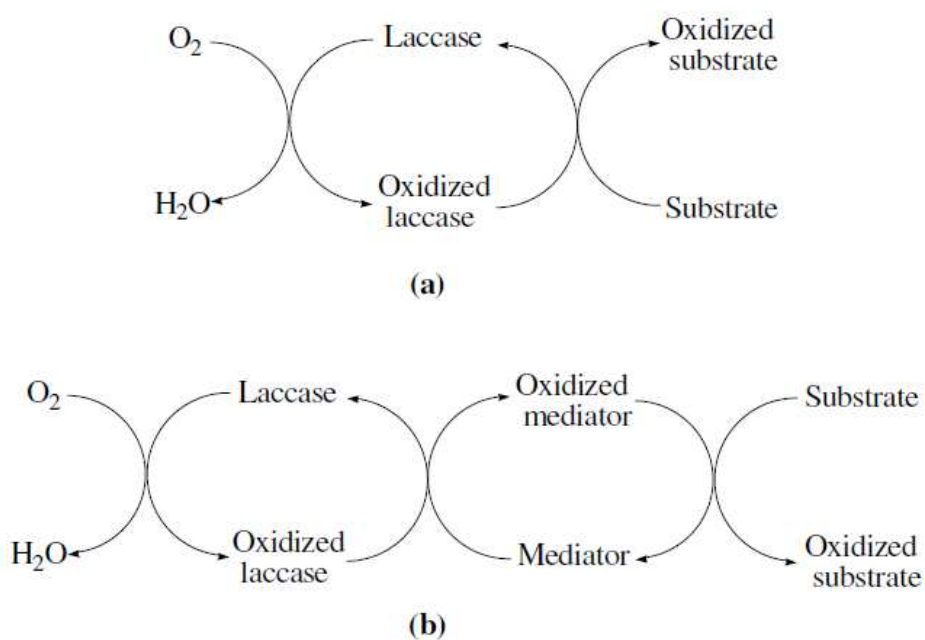 O₂
Laccase
Oxidized
substrate
H₂O
Oxidized
laccase
Substrate
(a)
O₂
Laccase
Oxidized
mediator
Substrate
H₂O
Oxidized
laccase
Mediator
Oxidized
substrate
(b)